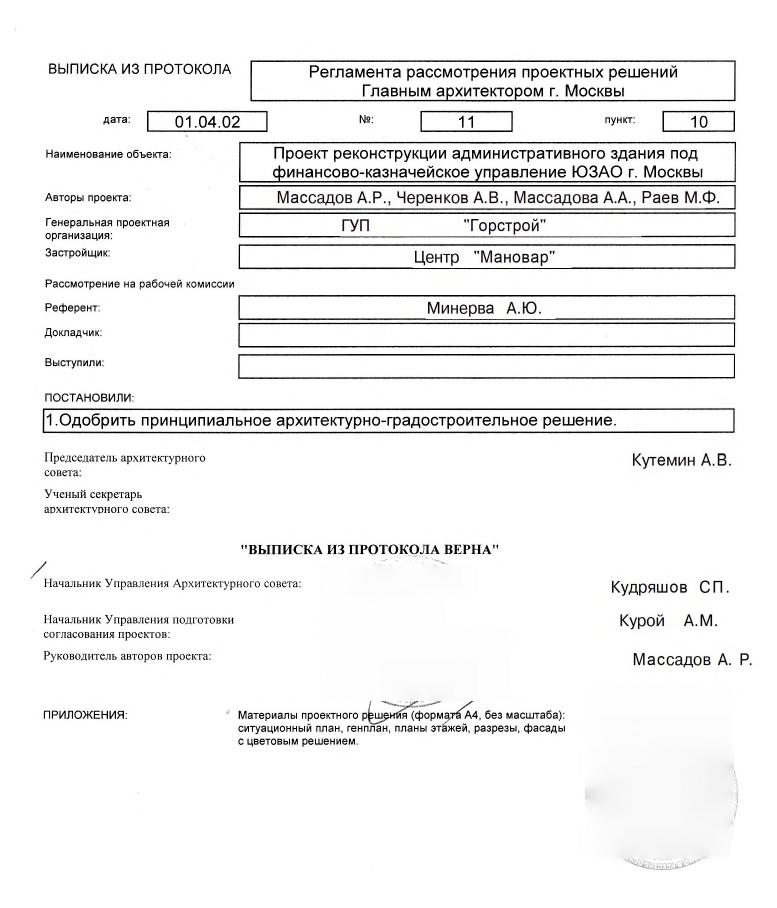 ВЫПИСКА ИЗ ПРОТОКОЛА
Регламента рассмотрения проектных решений
Главным архитектором г. Москвы
дата: 01.04.02 №: 11 пункт: 10
Наименование объекта:
Проект реконструкции административного здания под
финансово-казначейское управление ЮЗАО г. Москвы
Авторы проекта: Массадов А.Р., Черенков А.В., Массадова А.А., Раев М.Ф.
Генеральная проектная
организация:
ГУП "Горстрой"
Застройщик: Центр "Мановар"
Рассмотрение на рабочей комиссии
Референт: Минерва А.Ю.
Докладчик:
Выступили:
ПОСТАНОВИЛИ:
1.Одобрить принципиальное архитектурно-градостроительное решение.
Председатель архитектурного
совета:
Кутемин А.В.
Ученый секретарь
архитектурного совета:
"ВЫПИСКА ИЗ ПРОТОКОЛА ВЕРНА"
Начальник Управления Архитектурного совета: Кудряшов СП.
Начальник Управления подготовки
согласования проектов:
Курой А.М.
Руководитель авторов проекта: Массадов А. Р.
ПРИЛОЖЕНИЯ:
Материалы проектного решения (формата А4, без масштаба):
ситуационный план, генплан, планы этажей, разрезы, фасады
с цветовым решением.